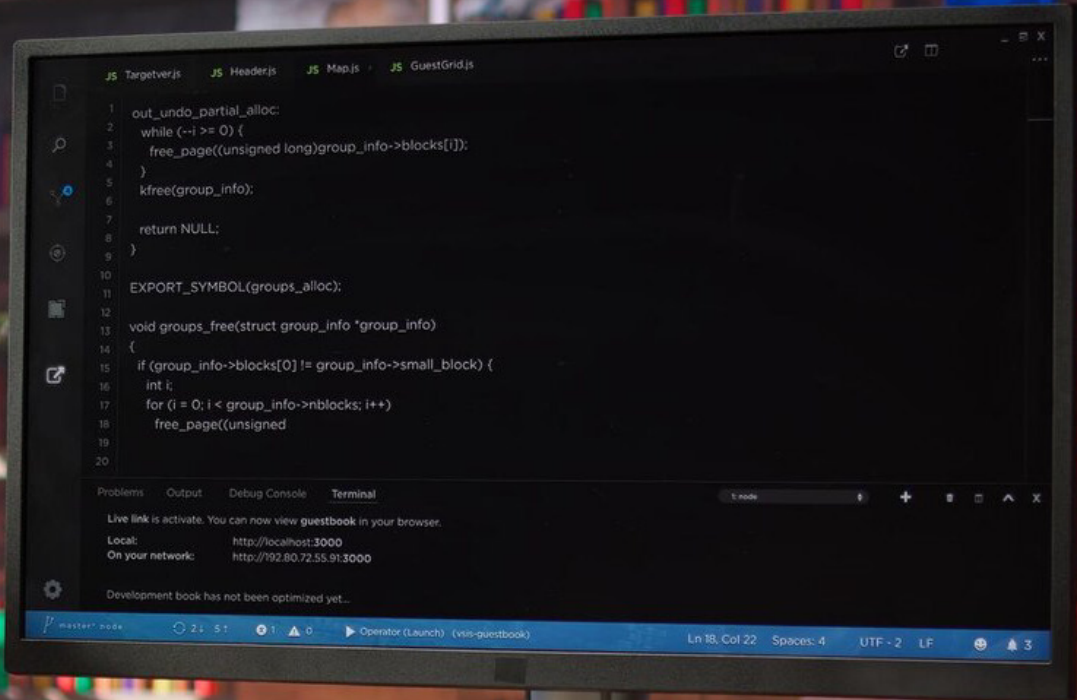 JS Targetver.js JS Header.js JS Map.js JS GuestGrid.js
1 out_undo_partial_alloc:
2 while (--i >= 0) {
3 free_page((unsigned long)group_info->blocks[i]);
4 }
5 kfree(group_info);
6
7 return NULL;
8
9 }
10
11 EXPORT_SYMBOL(groups_alloc);
12
13 void groups_free(struct group_info *group_info)
14 {
15 if (group_info->blocks[0] != group_info->small_block) {
16 int i;
17 for (i = 0; i < group_info->nblocks; i++)
18 free_page((unsigned
19
20
Problems Output Debug Console Terminal 1: node
Live link is activate. You can now view guestbook in your browser.
Local: http://localhost:3000
On your network: http://192.80.72.55.91:3000
Development book has not been optimized yet...
master* node 2↓ 5↑ 1 0 Operator (Launch) (vsis-guestbook) Ln 18, Col 22 Spaces: 4 UTF - 2 LF 3